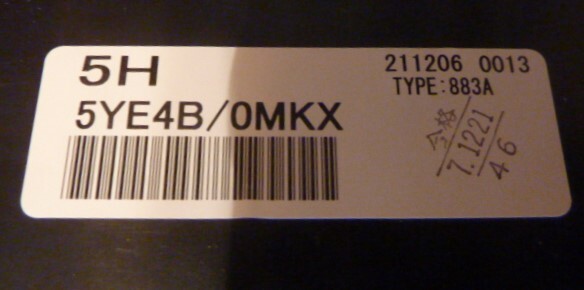 5H
211206 0013
TYPE:883A
5YE4B/0MKX
合格
7.1221
46